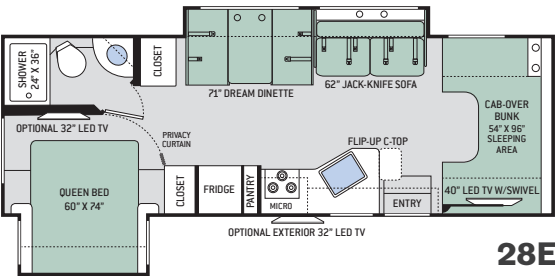 SHOWER
24" X 36"
CLOSET
71" DREAM DINETTE
62" JACK-KNIFE SOFA
CAB-OVER
BUNK
54" X 96"
SLEEPING
AREA
OPTIONAL 32" LED TV
PRIVACY
CURTAIN
FLIP-UP C-TOP
QUEEN BED
60" X 74"
CLOSET
FRIDGE
PANTRY
MICRO
ENTRY
40" LED TV W/SWIVEL
OPTIONAL EXTERIOR 32" LED TV
28E